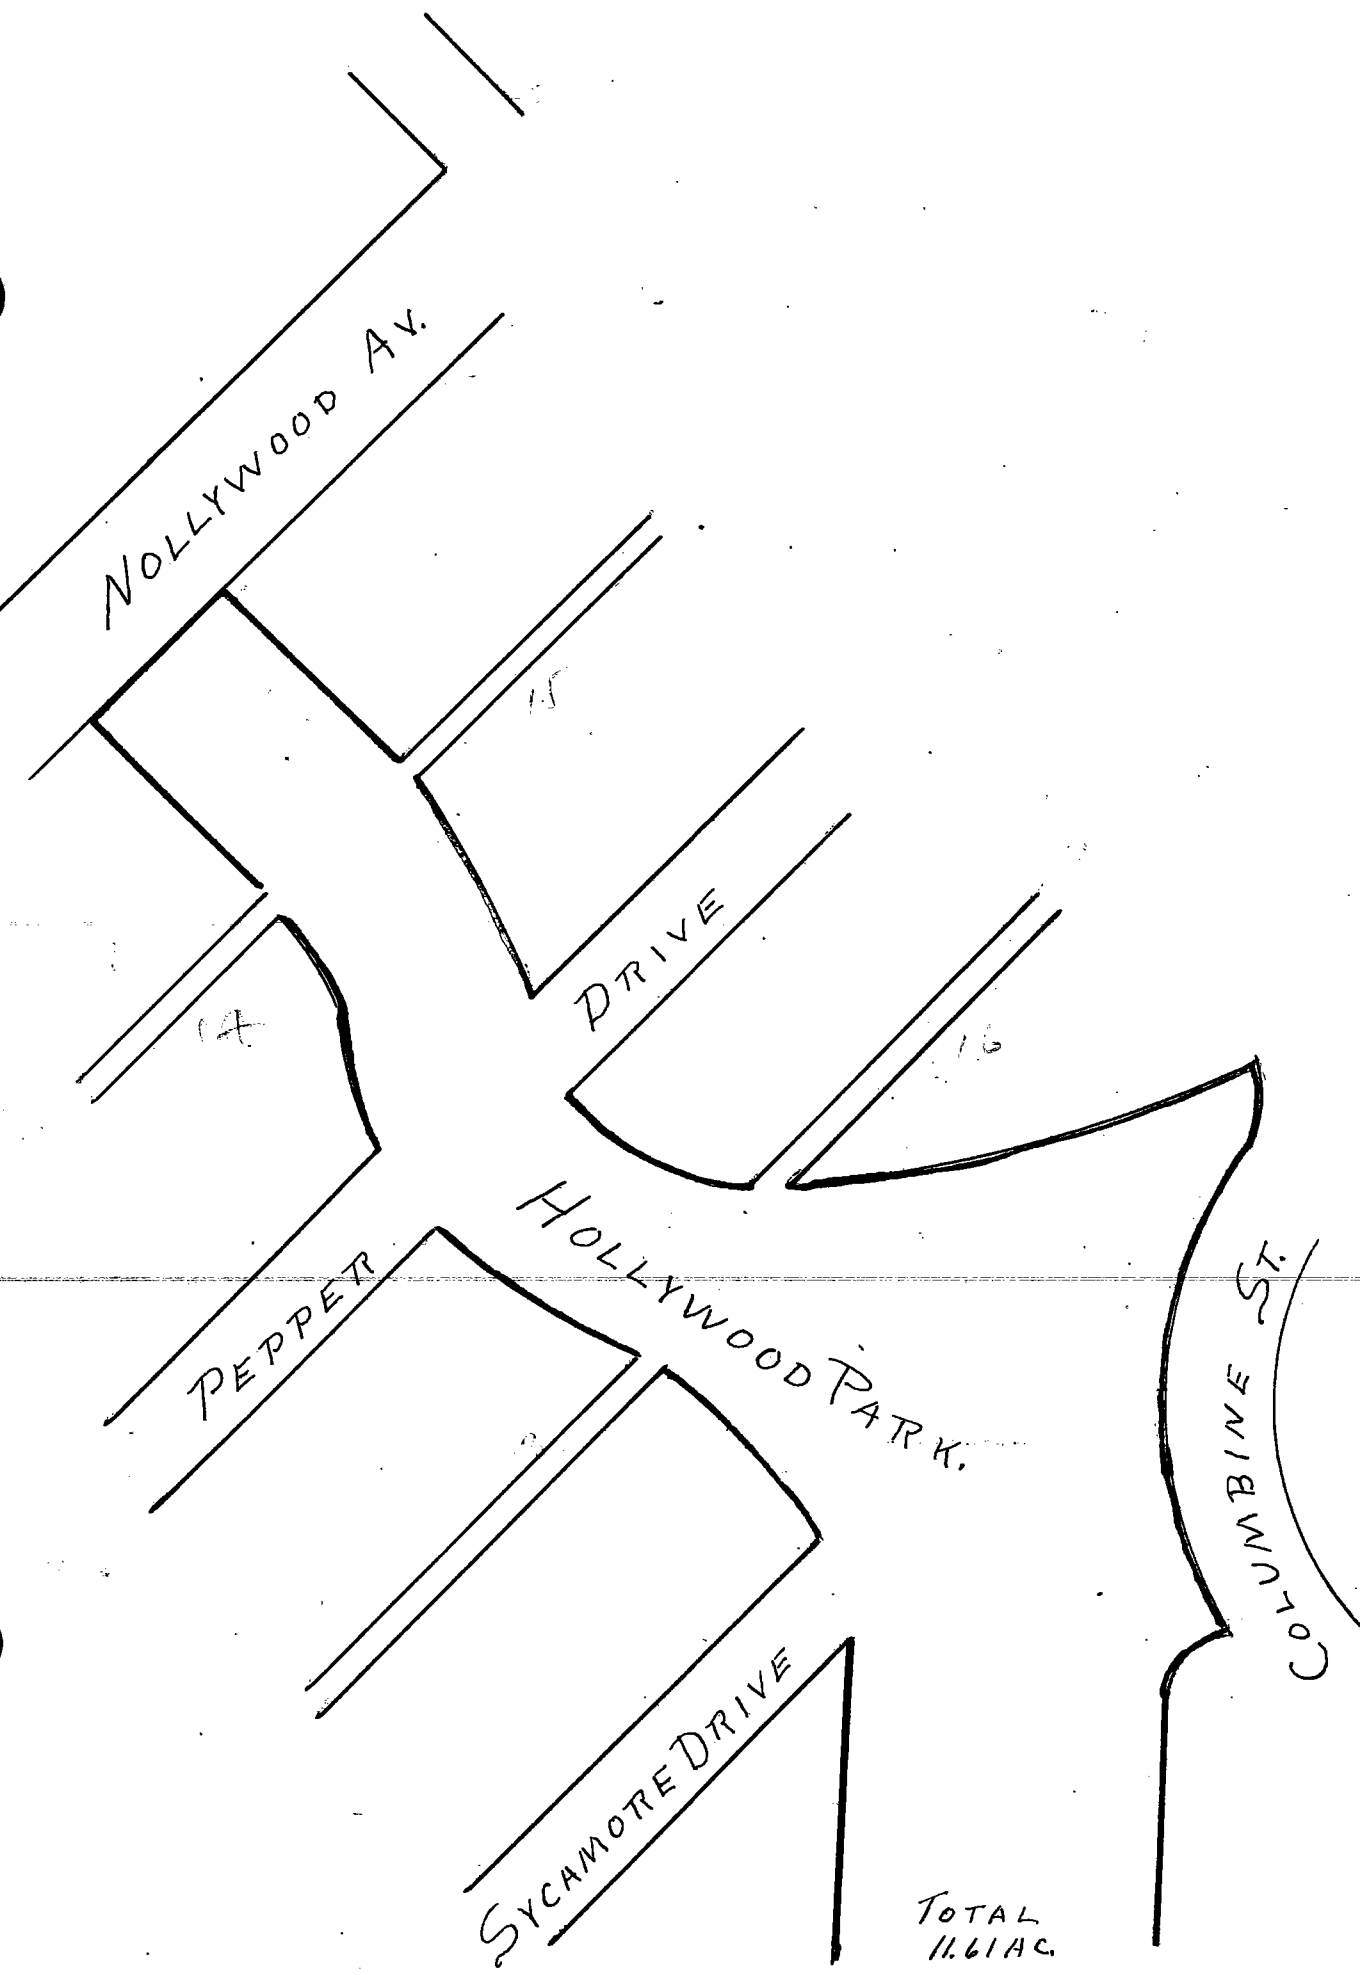 NOLLYWOOD AV.
15
DRIVE
14
16
HOLLYWOOD PARK.
PEPPER
COLUMBINE ST.
SYCAMORE DRIVE
TOTAL
11.61 AC.